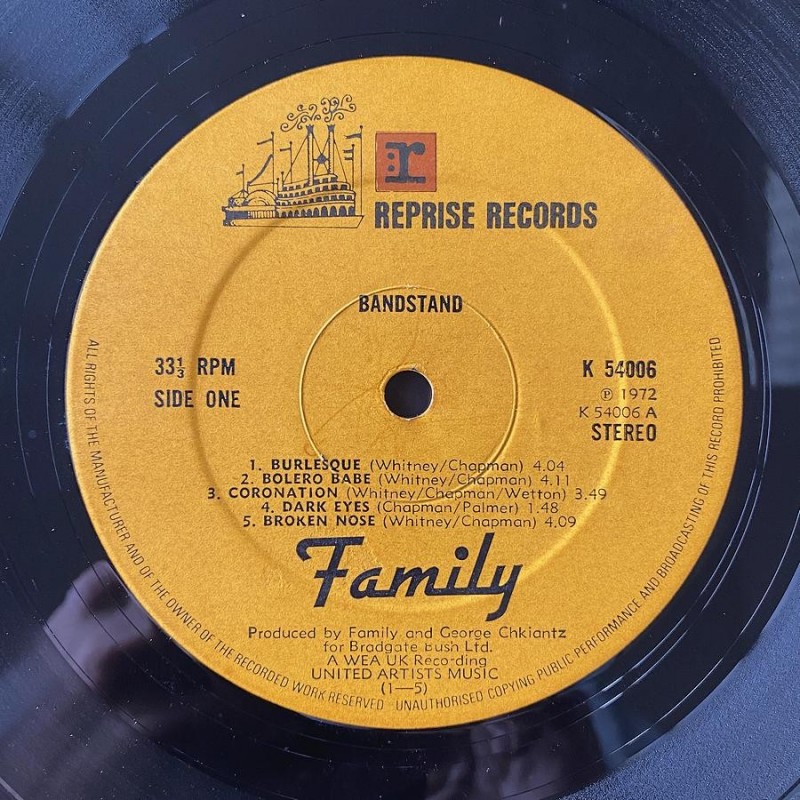 r
REPRISE RECORDS
BANDSTAND
33⅓ RPM
SIDE ONE
K 54006
℗ 1972
K 54006 A
STEREO
1. BURLESQUE (Whitney/Chapman) 4.04
2. BOLERO BABE (Whitney/Chapman) 4.11
3. CORONATION (Whitney/Chapman/Wetton) 3.49
4. DARK EYES (Chapman/Palmer) 1.48
5. BROKEN NOSE (Whitney/Chapman) 4.09
Family
Produced by Family and George Chkiantz
for Bradgate Bush Ltd.
A WEA UK Recording
UNITED ARTISTS MUSIC
(1—5)
ALL RIGHTS OF THE MANUFACTURER AND OF THE OWNER OF THE RECORDED WORK RESERVED - UNAUTHORISED COPYING PUBLIC PERFORMANCE AND BROADCASTING OF THIS RECORD PROHIBITED